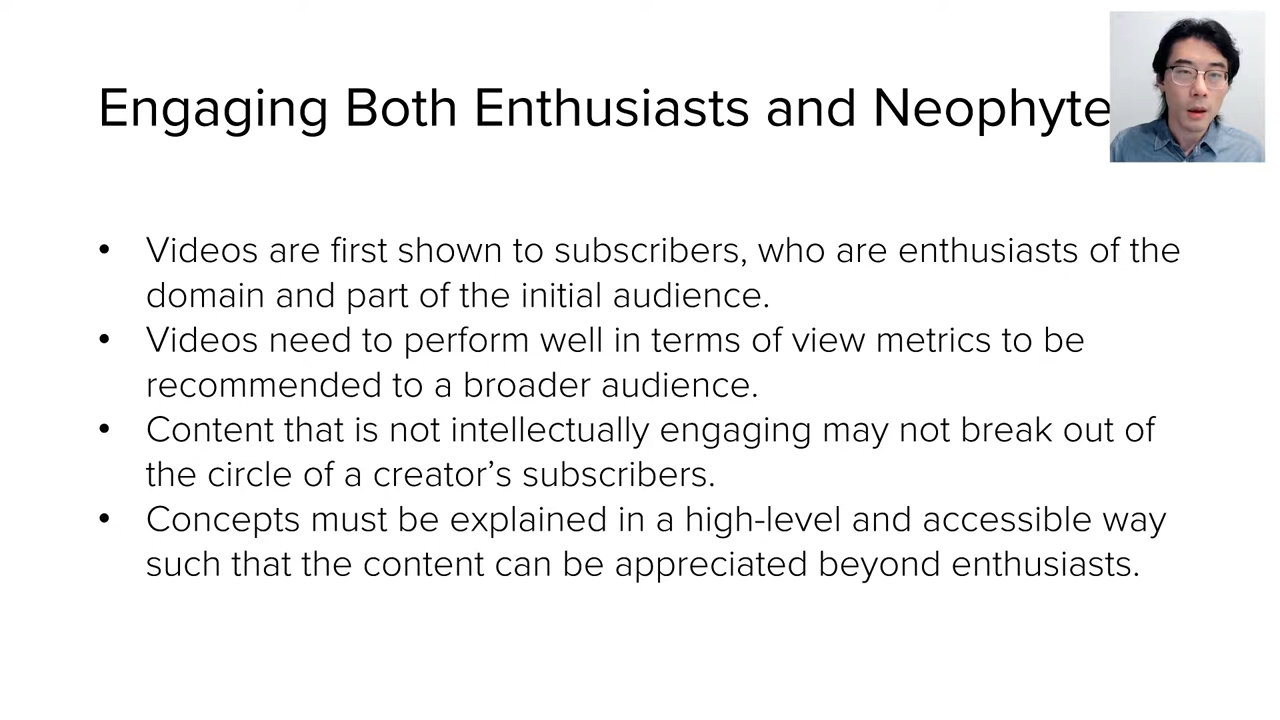 Engaging Both Enthusiasts and Neophyte
• Videos are first shown to subscribers, who are enthusiasts of the
domain and part of the initial audience.
• Videos need to perform well in terms of view metrics to be
recommended to a broader audience.
• Content that is not intellectually engaging may not break out of
the circle of a creator’s subscribers.
• Concepts must be explained in a high-level and accessible way
such that the content can be appreciated beyond enthusiasts.